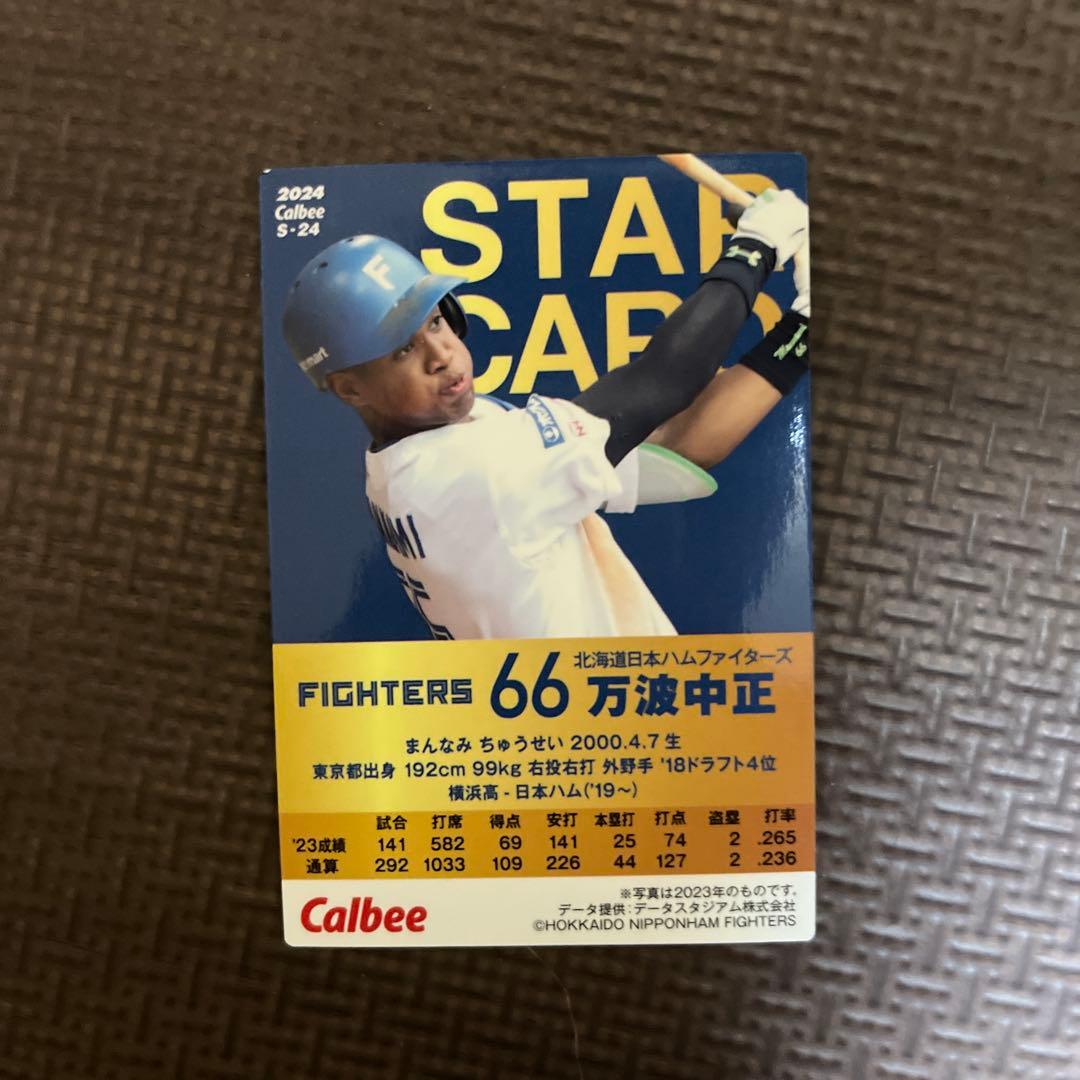 2024
Calbee
S・24
STAR
CARD
F
FIGHTERS 66 北海道日本ハムファイターズ
万波中正
まんなみ ちゅうせい 2000.4.7 生
東京都出身 192cm 99kg 右投右打 外野手 '18ドラフト4位
横浜高 - 日本ハム('19〜)
試合 打席 得点 安打 本塁打 打点 盗塁 打率
'23成績 141 582 69 141 25 74 2 .265
通算 292 1033 109 226 44 127 2 .236
Calbee
※写真は2023年のものです。
データ提供:データスタジアム株式会社
©HOKKAIDO NIPPONHAM FIGHTERS